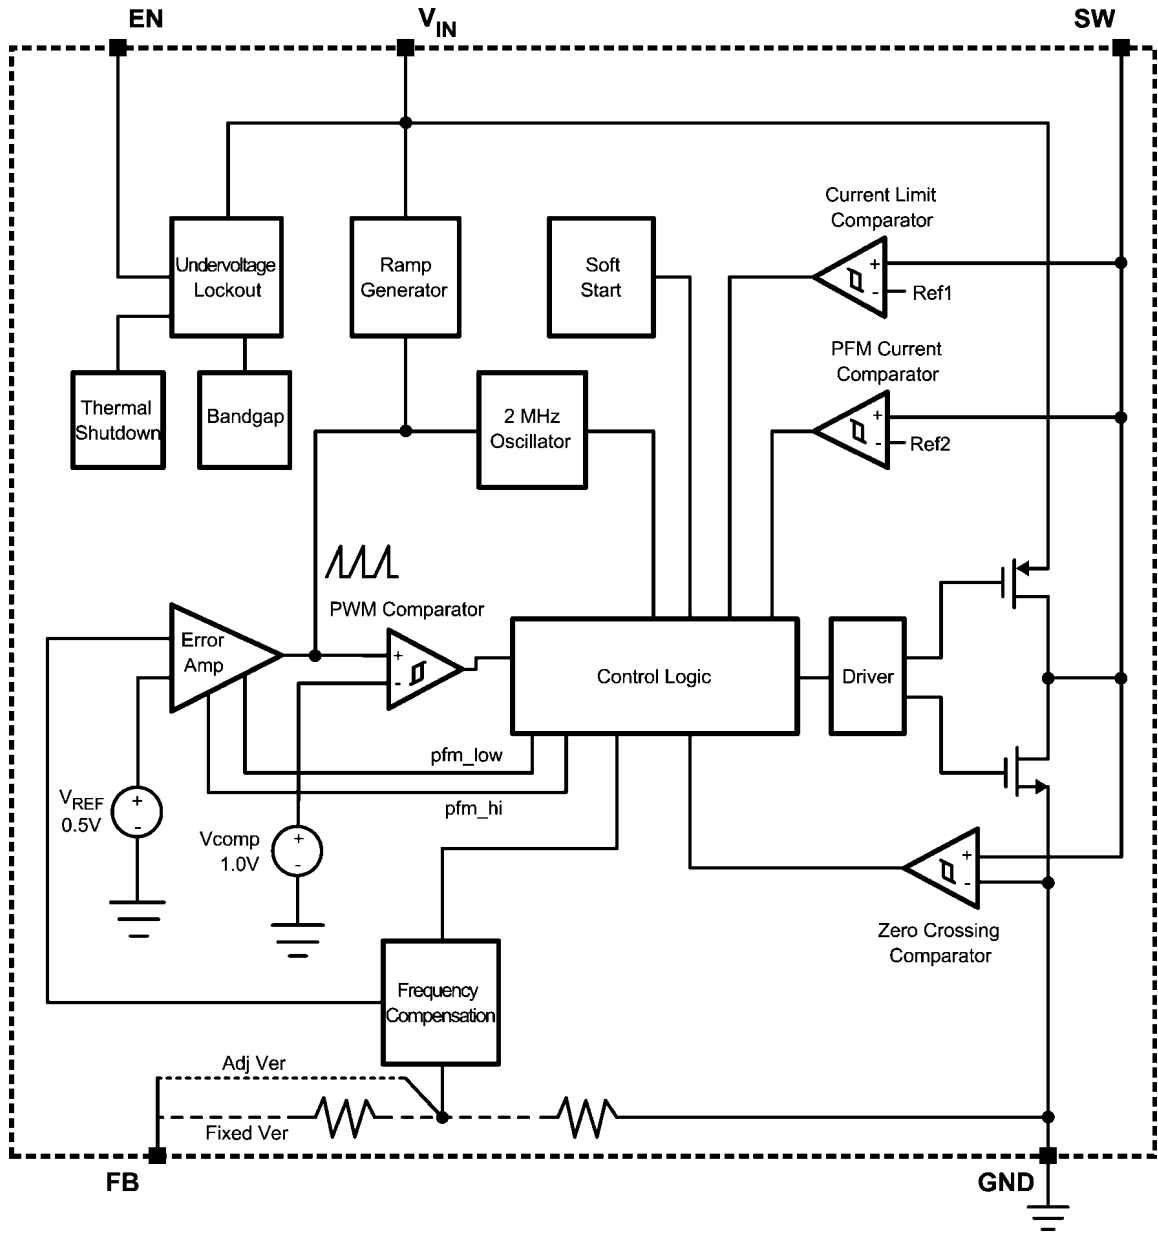 EN
VIN
SW
Current Limit
Comparator
Undervoltage
Lockout
Ramp
Generator
Soft
Start
+
-
Ref1
PFM Current
Comparator
Thermal
Shutdown
Bandgap
2 MHz
Oscillator
+
-
Ref2
PWM Comparator
Error
Amp
+
-
Control Logic
Driver
pfm_low
pfm_hi
VREF
0.5V
+
-
Vcomp
1.0V
+
-
+
-
Zero Crossing
Comparator
Frequency
Compensation
Adj Ver
Fixed Ver
FB
GND